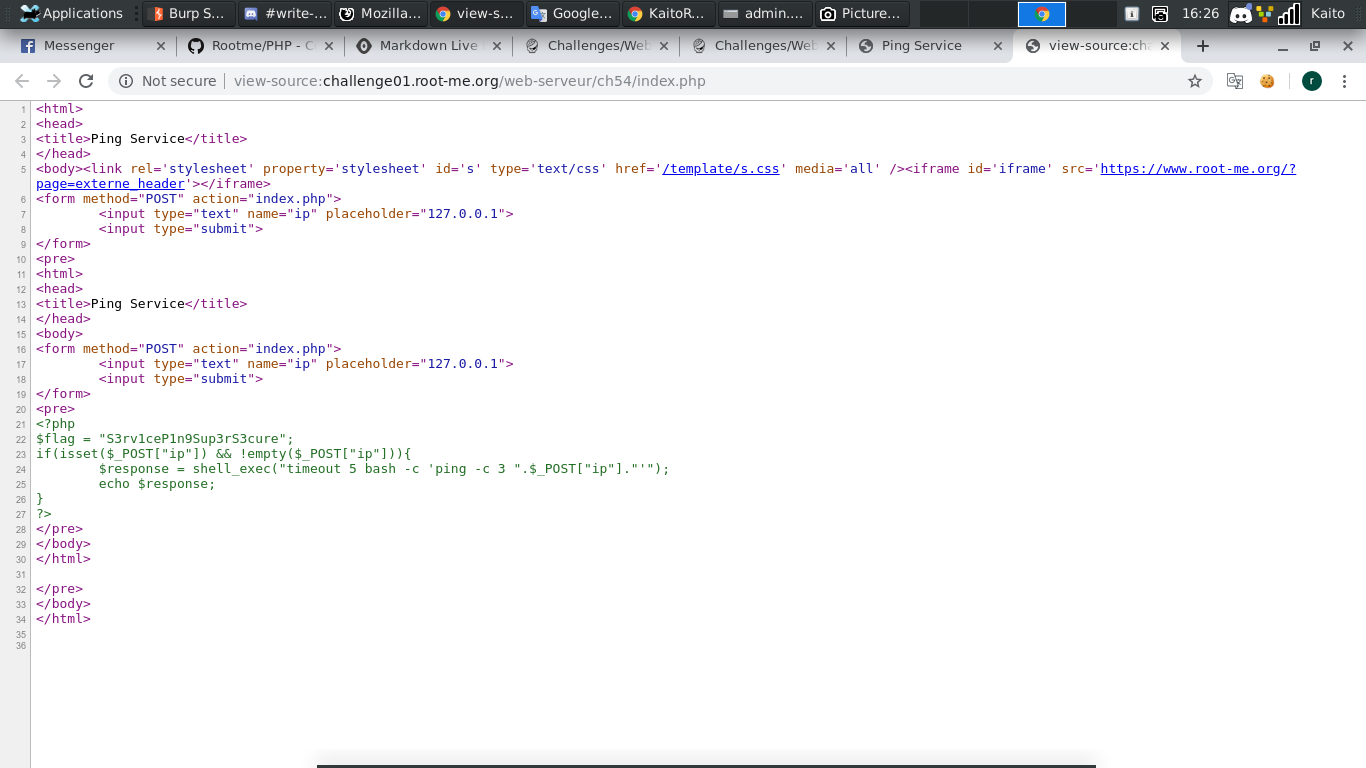 Applications
Burp S...
#write-...
Mozilla...
view-s...
Google...
KaitoR...
admin....
Picture...
16:26
Kaito
Messenger
Rootme/PHP - C
Markdown Live
Challenges/Web
Challenges/Web
Ping Service
view-source:cha
Not secure
view-source:challenge01.root-me.org/web-serveur/ch54/index.php
1 <html>
2 <head>
3 <title>Ping Service</title>
4 </head>
5 <body><link rel='stylesheet' property='stylesheet' id='s' type='text/css' href='/template/s.css' media='all' /><iframe id='iframe' src='https://www.root-me.org/?
page=externe_header'></iframe>
6 <form method="POST" action="index.php">
7 <input type="text" name="ip" placeholder="127.0.0.1">
8 <input type="submit">
9 </form>
10 <pre>
11 <html>
12 <head>
13 <title>Ping Service</title>
14 </head>
15 <body>
16 <form method="POST" action="index.php">
17 <input type="text" name="ip" placeholder="127.0.0.1">
18 <input type="submit">
19 </form>
20 <pre>
21 <?php
22 $flag = "S3rv1ceP1n9Sup3rS3cure";
23 if(isset($_POST["ip"]) && !empty($_POST["ip"])){
24 $response = shell_exec("timeout 5 bash -c 'ping -c 3 ".$_POST["ip"]."'");
25 echo $response;
26 }
27 ?>
28 </pre>
29 </body>
30 </html>
31
32 </pre>
33 </body>
34 </html>
35
36